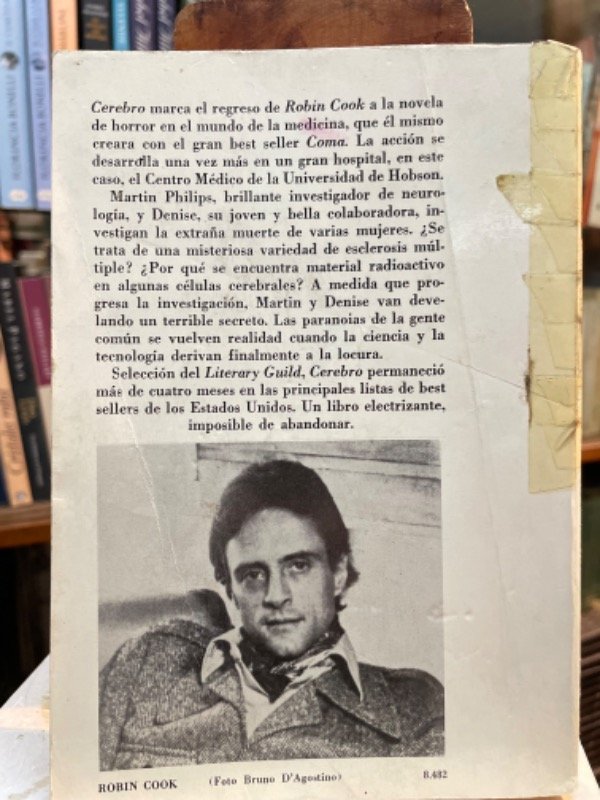 Cerebro marca el regreso de Robin Cook a la novela
de horror en el mundo de la medicina, que él mismo
creara con el gran best seller Coma. La acción se
desarrolla una vez más en un gran hospital, en este
caso, el Centro Médico de la Universidad de Hobson.
Martin Philips, brillante investigador de neuro-
logía, y Denise, su joven y bella colaboradora, in-
vestigan la extraña muerte de varias mujeres. ¿Se
trata de una misteriosa variedad de esclerosis múl-
tiple? ¿Por qué se encuentra material radioactivo
en algunas células cerebrales? A medida que pro-
gresa la investigación, Martin y Denise van deve-
lando un terrible secreto. Las paranoias de la gente
común se vuelven realidad cuando la ciencia y la
tecnología derivan finalmente a la locura.
Selección del Literary Guild, Cerebro permaneció
más de cuatro meses en las principales listas de best
sellers de los Estados Unidos. Un libro electrizante,
imposible de abandonar.
ROBIN COOK (Foto Bruno D'Agostino) 8.482
FLORENCIA BONELLI